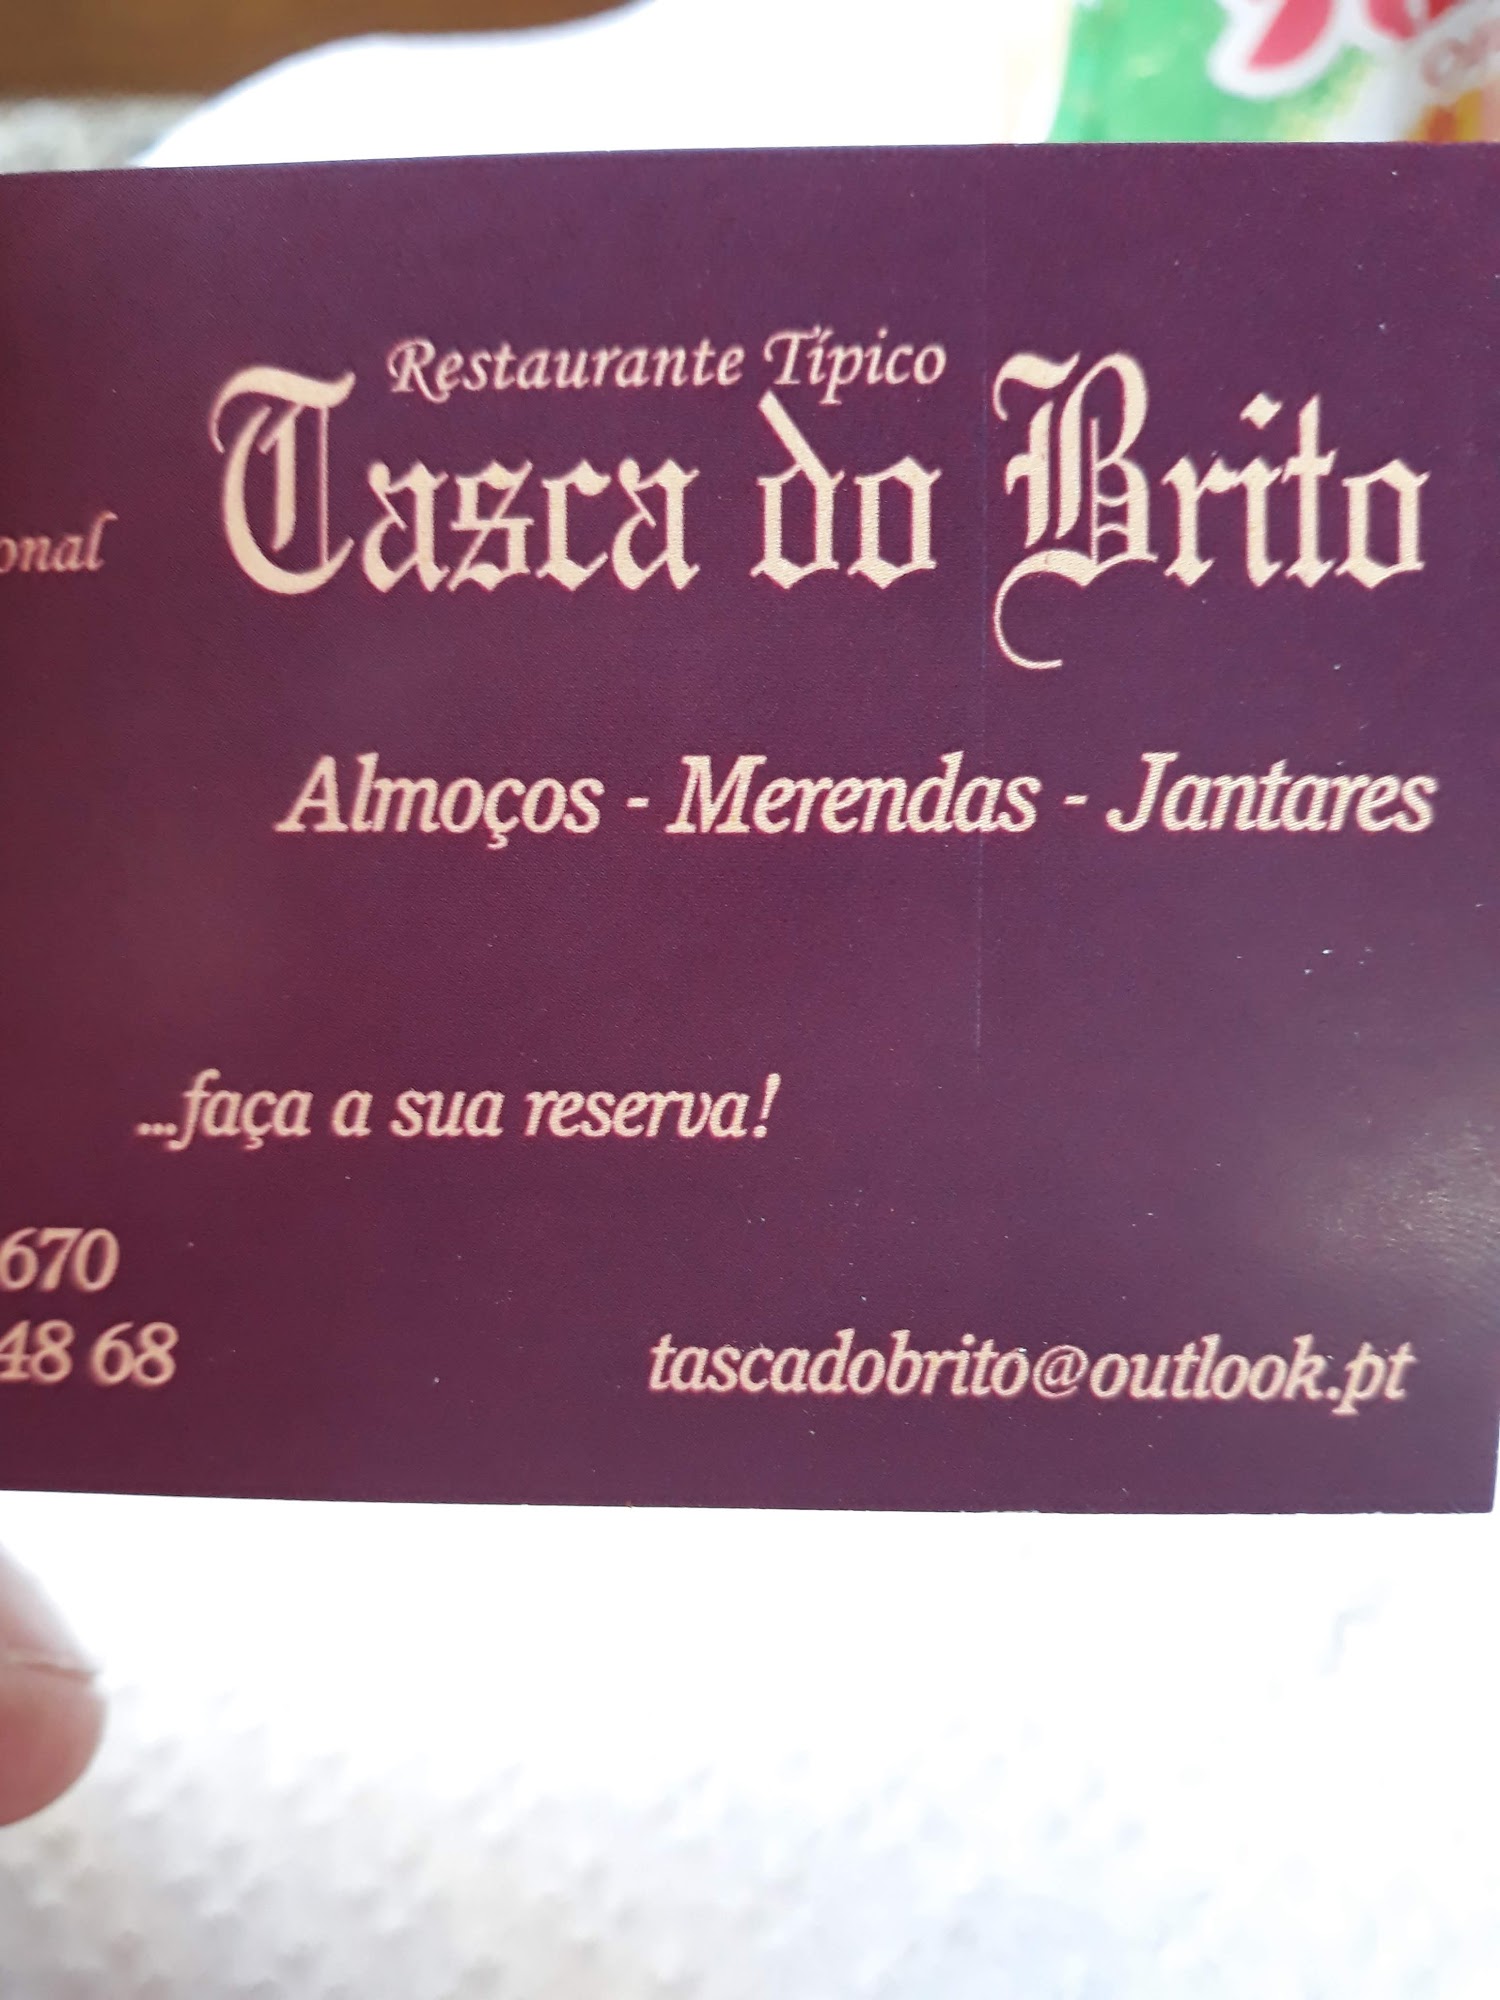 Restaurante Típico
Tasca do Brito
onal
Almoços - Merendas - Jantares
...faça a sua reserva!
670
48 68
tascadobrito@outlook.pt